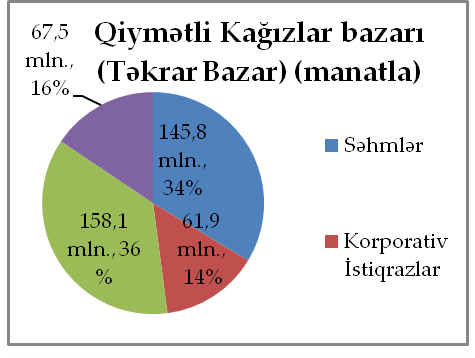 Qiymətli Kağızlar bazarı
(Təkrar Bazar) (manatla)
67,5
mln.,
16%
145,8
mln.,
34%
158,1
mln., 36
%
61,9
mln.,
14%
Səhmlər
Korporativ
İstiqrazlar